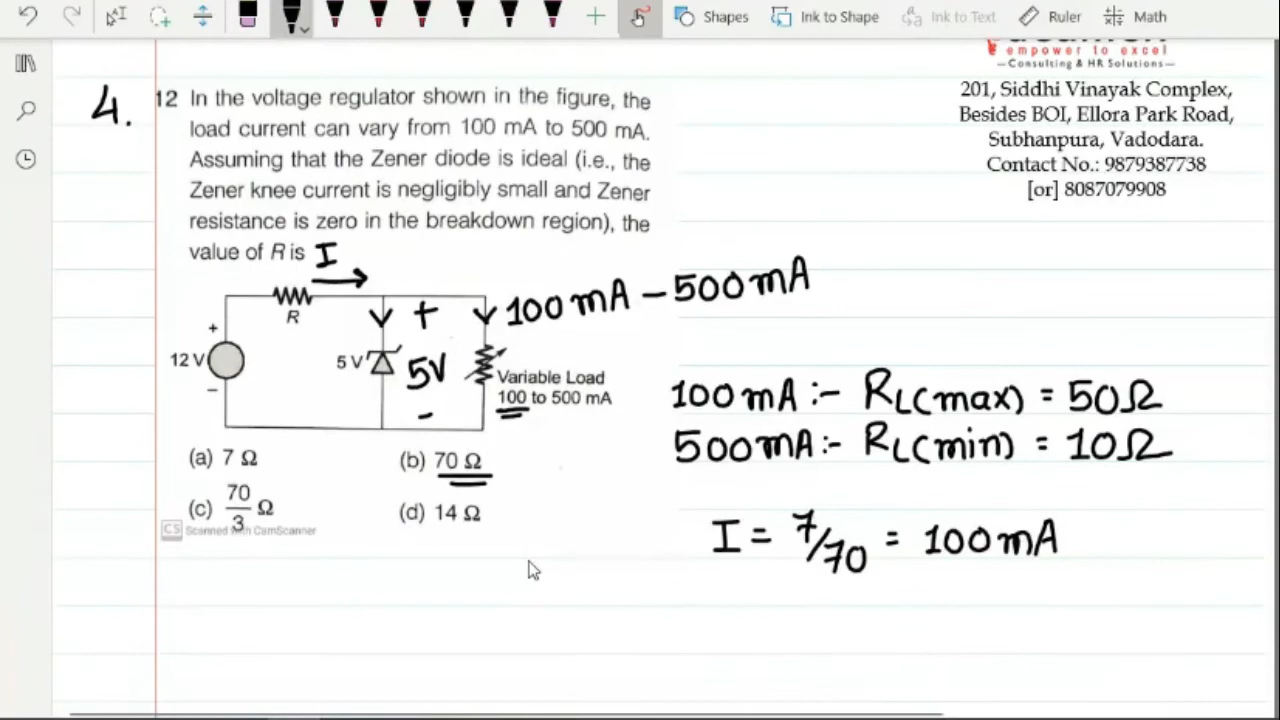 Shapes Ink to Shape Ink to Text Ruler Math
empower to excel
—Consulting & HR Solutions—
201, Siddhi Vinayak Complex,
Besides BOI, Ellora Park Road,
Subhanpura, Vadodara.
Contact No.: 9879387738
[or] 8087079908
4.
12 In the voltage regulator shown in the figure, the
load current can vary from 100 mA to 500 mA.
Assuming that the Zener diode is ideal (i.e., the
Zener knee current is negligibly small and Zener
resistance is zero in the breakdown region), the
value of R is
I
R
100 mA – 500 mA
+
+
12 V
5 V
5V
Variable Load
100 to 500 mA
–
-
(a) 7 Ω
(b) 70 Ω
(c) 70/3 Ω
(d) 14 Ω
CS Scanned with CamScanner
100 mA :- RL(max) = 50Ω
500 mA :- RL(min) = 10Ω
I = 7/70 = 100 mA